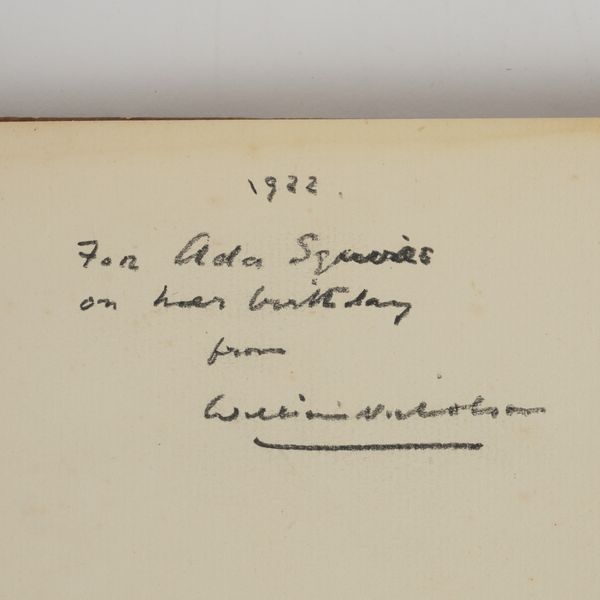 1922.
For Ada Squires
on her birthday
from
William Nicholson